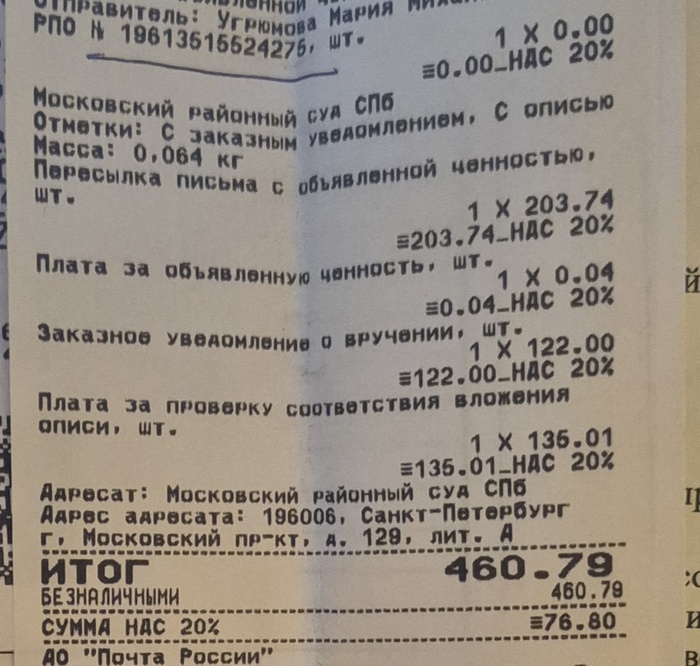 Отправитель: Угрюмова Мария
РПО № 19613515524275, шт.
1 X 0.00
≡0.00_НДС 20%
Московский районный суд СПб
Отметки: С заказным уведомлением, С описью
Масса: 0,064 кг
Пересылка письма с объявленной ценностью,
шт.
1 X 203.74
≡203.74_НДС 20%
Плата за объявленную ценность, шт.
1 X 0.04
≡0.04_НДС 20%
Заказное уведомление о вручении, шт.
1 X 122.00
≡122.00_НДС 20%
Плата за проверку соответствия вложения
описи, шт.
1 X 135.01
≡135.01_НДС 20%
Адресат: Московский районный суд СПб
Адрес адресата: 196006, Санкт-Петербург
г, Московский пр-кт, д. 129, лит. А
ИТОГ 460.79
БЕЗНАЛИЧНЫМИ 460.79
СУММА НДС 20% ≡76.80
АО "Почта России"